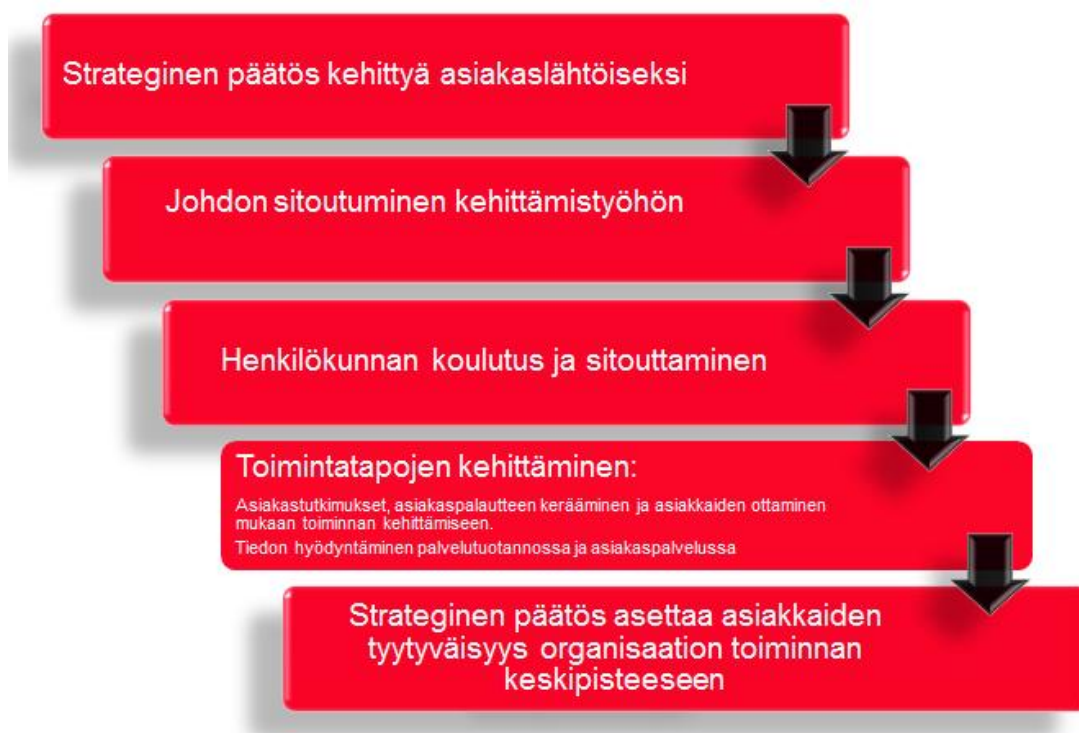 Strateginen päätös kehittyä asiakaslähtöiseksi
Johdon sitoutuminen kehittämistyöhön
Henkilökunnan koulutus ja sitouttaminen
Toimintatapojen kehittäminen:
Asiakastutkimukset, asiakaspalautteen kerääminen ja asiakkaiden ottaminen
mukaan toiminnan kehittämiseen.
Tiedon hyödyntäminen palvelutuotannossa ja asiakaspalvelussa
Strateginen päätös asettaa asiakkaiden
tyytyväisyys organisaation toiminnan
keskipisteeseen